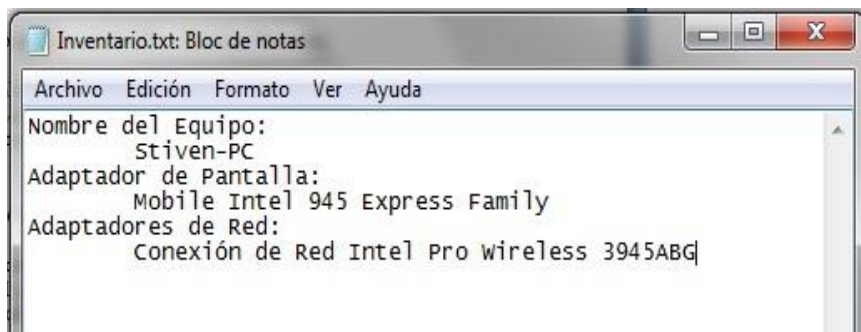 Inventario.txt: Bloc de notas
Archivo Edición Formato Ver Ayuda
Nombre del Equipo:
Stiven-PC
Adaptador de Pantalla:
Mobile Intel 945 Express Family
Adaptadores de Red:
Conexión de Red Intel Pro Wireless 3945ABG